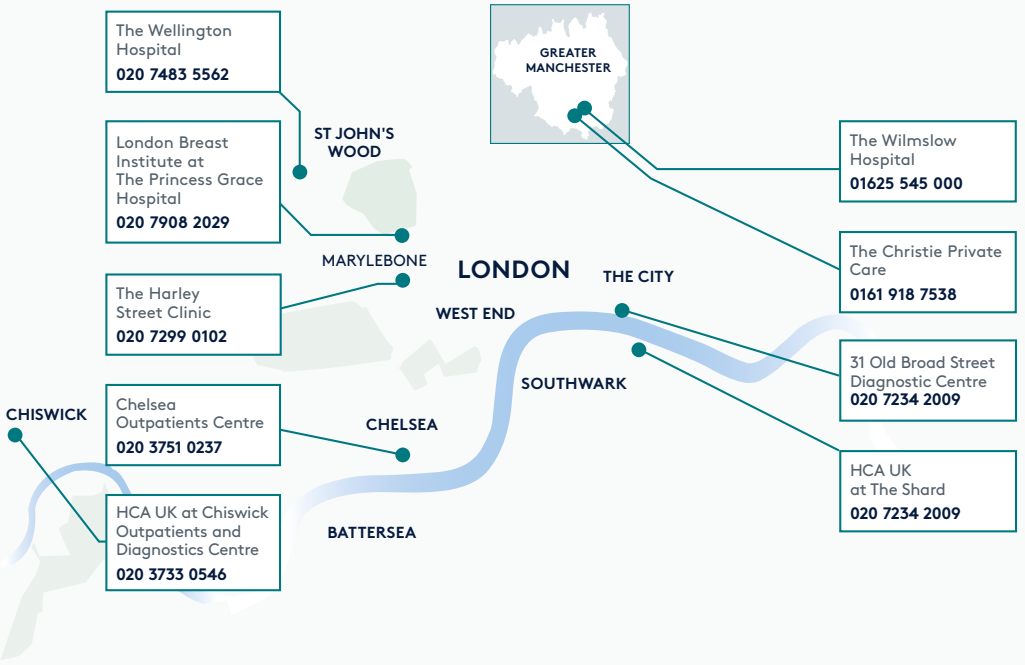 The Wellington
Hospital
020 7483 5562
London Breast
Institute at
The Princess Grace
Hospital
020 7908 2029
The Harley
Street Clinic
020 7299 0102
Chelsea
Outpatients Centre
020 3751 0237
HCA UK at Chiswick
Outpatients and
Diagnostics Centre
020 3733 0546
CHISWICK
ST JOHN'S
WOOD
MARYLEBONE
LONDON
WEST END
THE CITY
SOUTHWARK
CHELSEA
BATTERSEA
GREATER
MANCHESTER
The Wilmslow
Hospital
01625 545 000
The Christie Private
Care
0161 918 7538
31 Old Broad Street
Diagnostic Centre
020 7234 2009
HCA UK
at The Shard
020 7234 2009